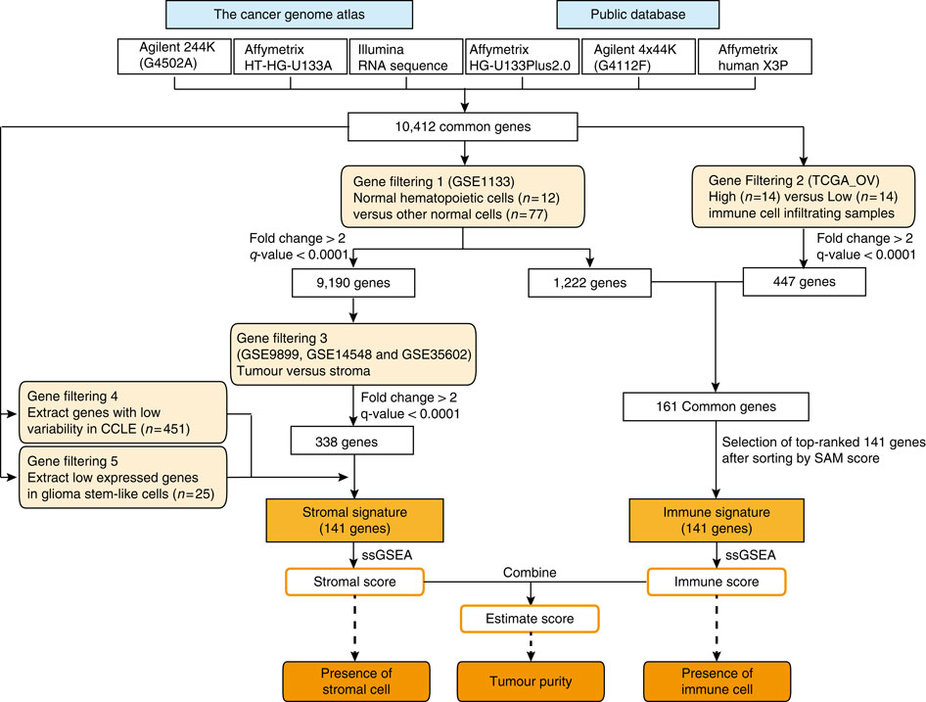 The cancer genome atlas
Public database
Agilent 244K
(G4502A)
Affymetrix
HT-HG-U133A
Illumina
RNA sequence
Affymetrix
HG-U133Plus2.0
Agilent 4x44K
(G4112F)
Affymetrix
human X3P
10,412 common genes
Gene filtering 1 (GSE1133)
Normal hematopoietic cells (n=12)
versus other normal cells (n=77)
Gene Filtering 2 (TCGA_OV)
High (n=14) versus Low (n=14)
immune cell infiltrating samples
Fold change > 2
q-value < 0.0001
Fold change > 2
q-value < 0.0001
9,190 genes
1,222 genes
447 genes
Gene filtering 3
(GSE9899, GSE14548 and GSE35602)
Tumour versus stroma
Fold change > 2
q-value < 0.0001
161 Common genes
Gene filtering 4
Extract genes with low
variability in CCLE (n=451)
338 genes
Selection of top-ranked 141 genes
after sorting by SAM score
Gene filtering 5
Extract low expressed genes
in glioma stem-like cells (n=25)
Stromal signature
(141 genes)
Immune signature
(141 genes)
ssGSEA
ssGSEA
Stromal score
Combine
Immune score
Estimate score
Presence of
stromal cell
Tumour purity
Presence of
immune cell